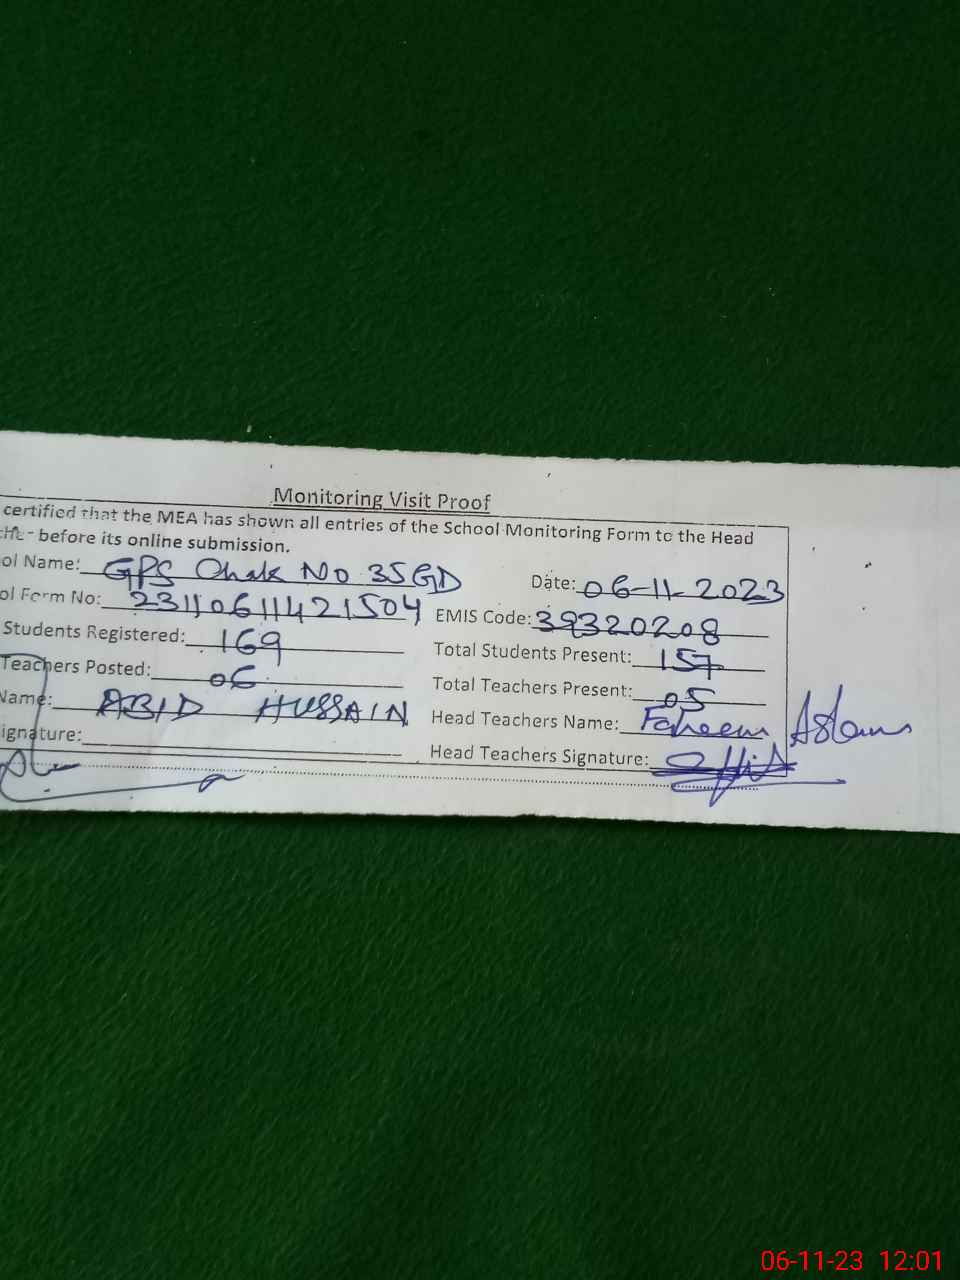 Monitoring Visit Proof
certified that the MEA has shown all entries of the School Monitoring Form to the Head
before its online submission.
ol Name: GPS Chak No 35GD Date: 06-11-2023
ol Form No: 23110611421504 EMIS Code: 39320208
Students Registered: 169 Total Students Present: 157
Teachers Posted: 06 Total Teachers Present: 05
Name: ABID HUSSAIN Head Teachers Name: Faheem Aslam
ignature: Head Teachers Signature:
06-11-23 12:01